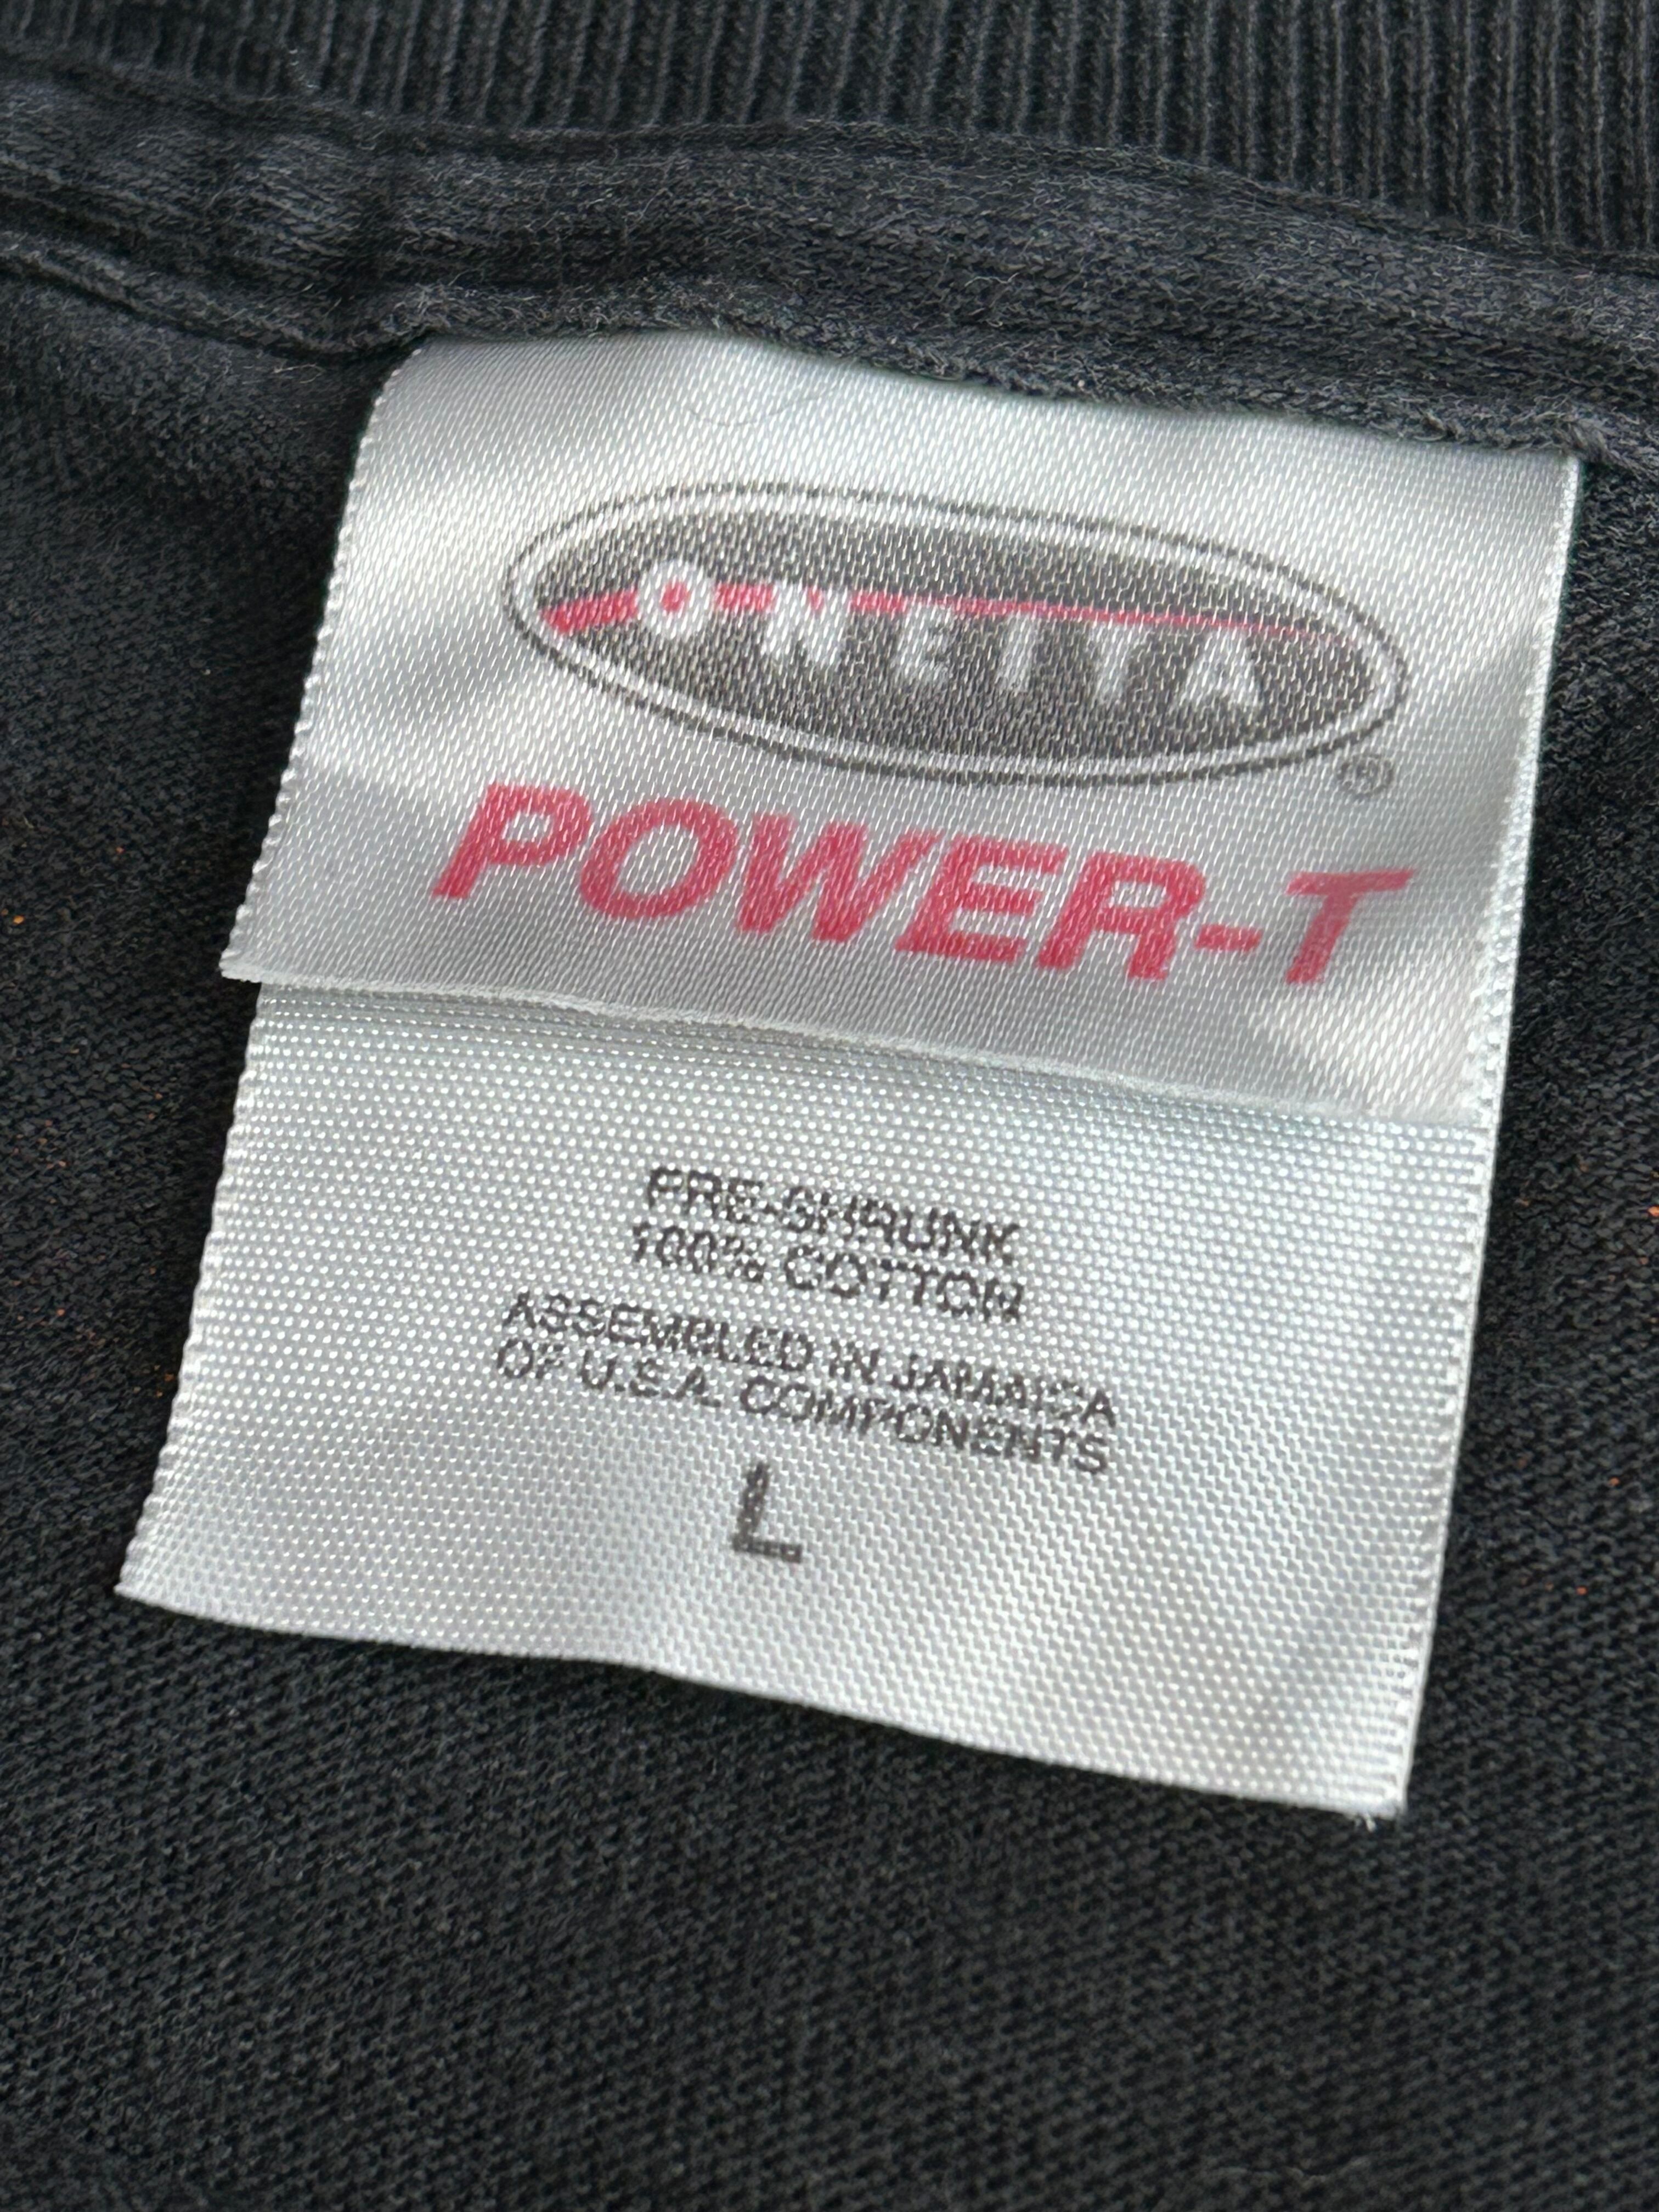 ONEITA
®
POWER-T
PRE-SHRUNK
100% COTTON
ASSEMBLED IN JAMAICA
OF U.S.A. COMPONENTS
L